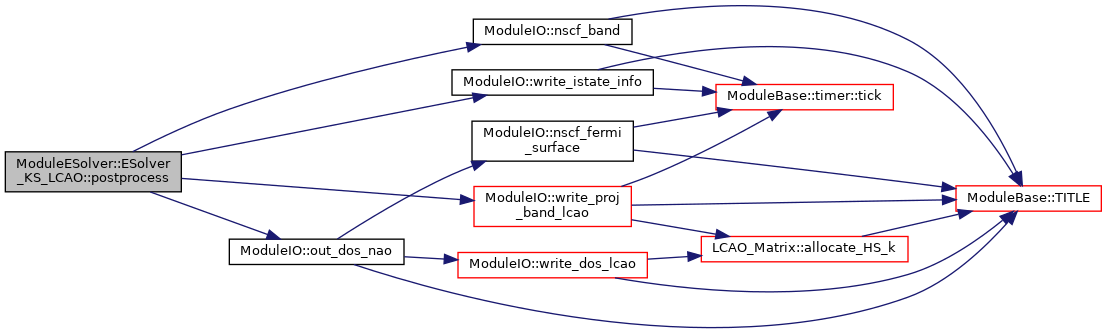 ModuleESolver::ESolver
_KS_LCAO::postprocess
ModuleIO::nscf_band
ModuleIO::write_istate_info
ModuleIO::nscf_fermi
_surface
ModuleIO::write_proj
_band_lcao
ModuleIO::out_dos_nao
ModuleIO::write_dos_lcao
ModuleBase::timer::tick
LCAO_Matrix::allocate_HS_k
ModuleBase::TITLE